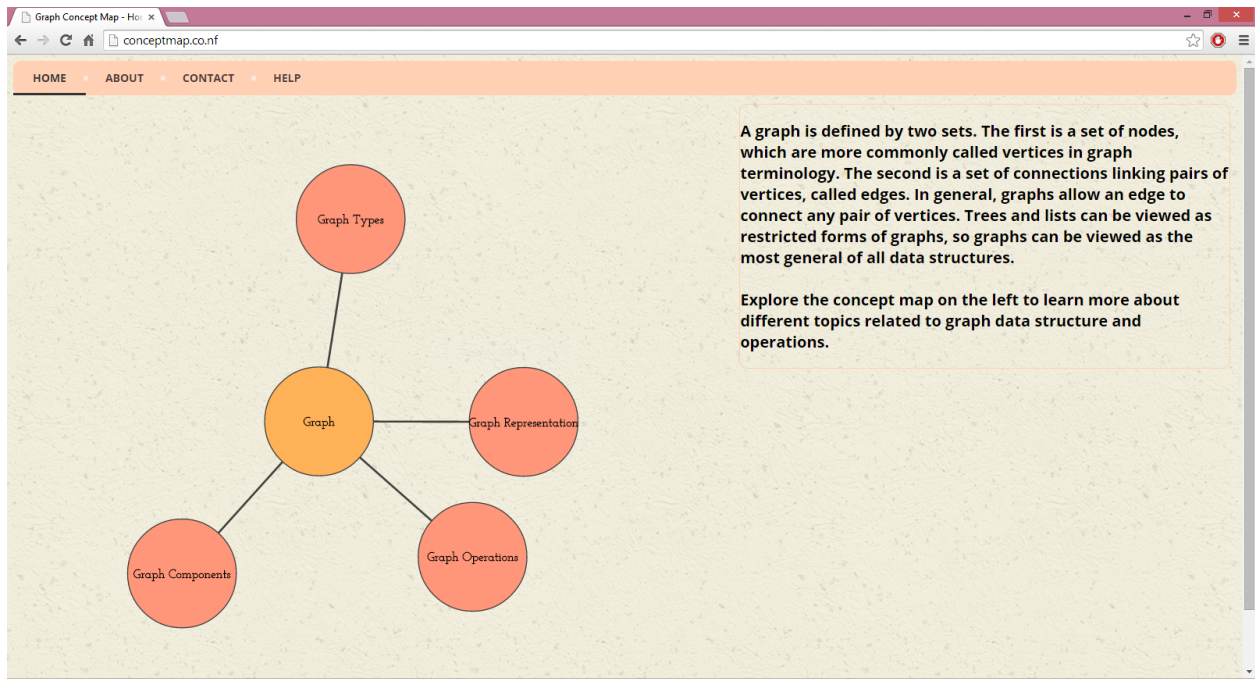 Graph Concept Map - Ho
conceptmap.co.nf
HOME ABOUT CONTACT HELP
A graph is defined by two sets. The first is a set of nodes,
which are more commonly called vertices in graph
terminology. The second is a set of connections linking pairs of
vertices, called edges. In general, graphs allow an edge to
connect any pair of vertices. Trees and lists can be viewed as
restricted forms of graphs, so graphs can be viewed as the
most general of all data structures.
Explore the concept map on the left to learn more about
different topics related to graph data structure and
operations.
Graph Types
Graph
Graph Representation
Graph Operations
Graph Components